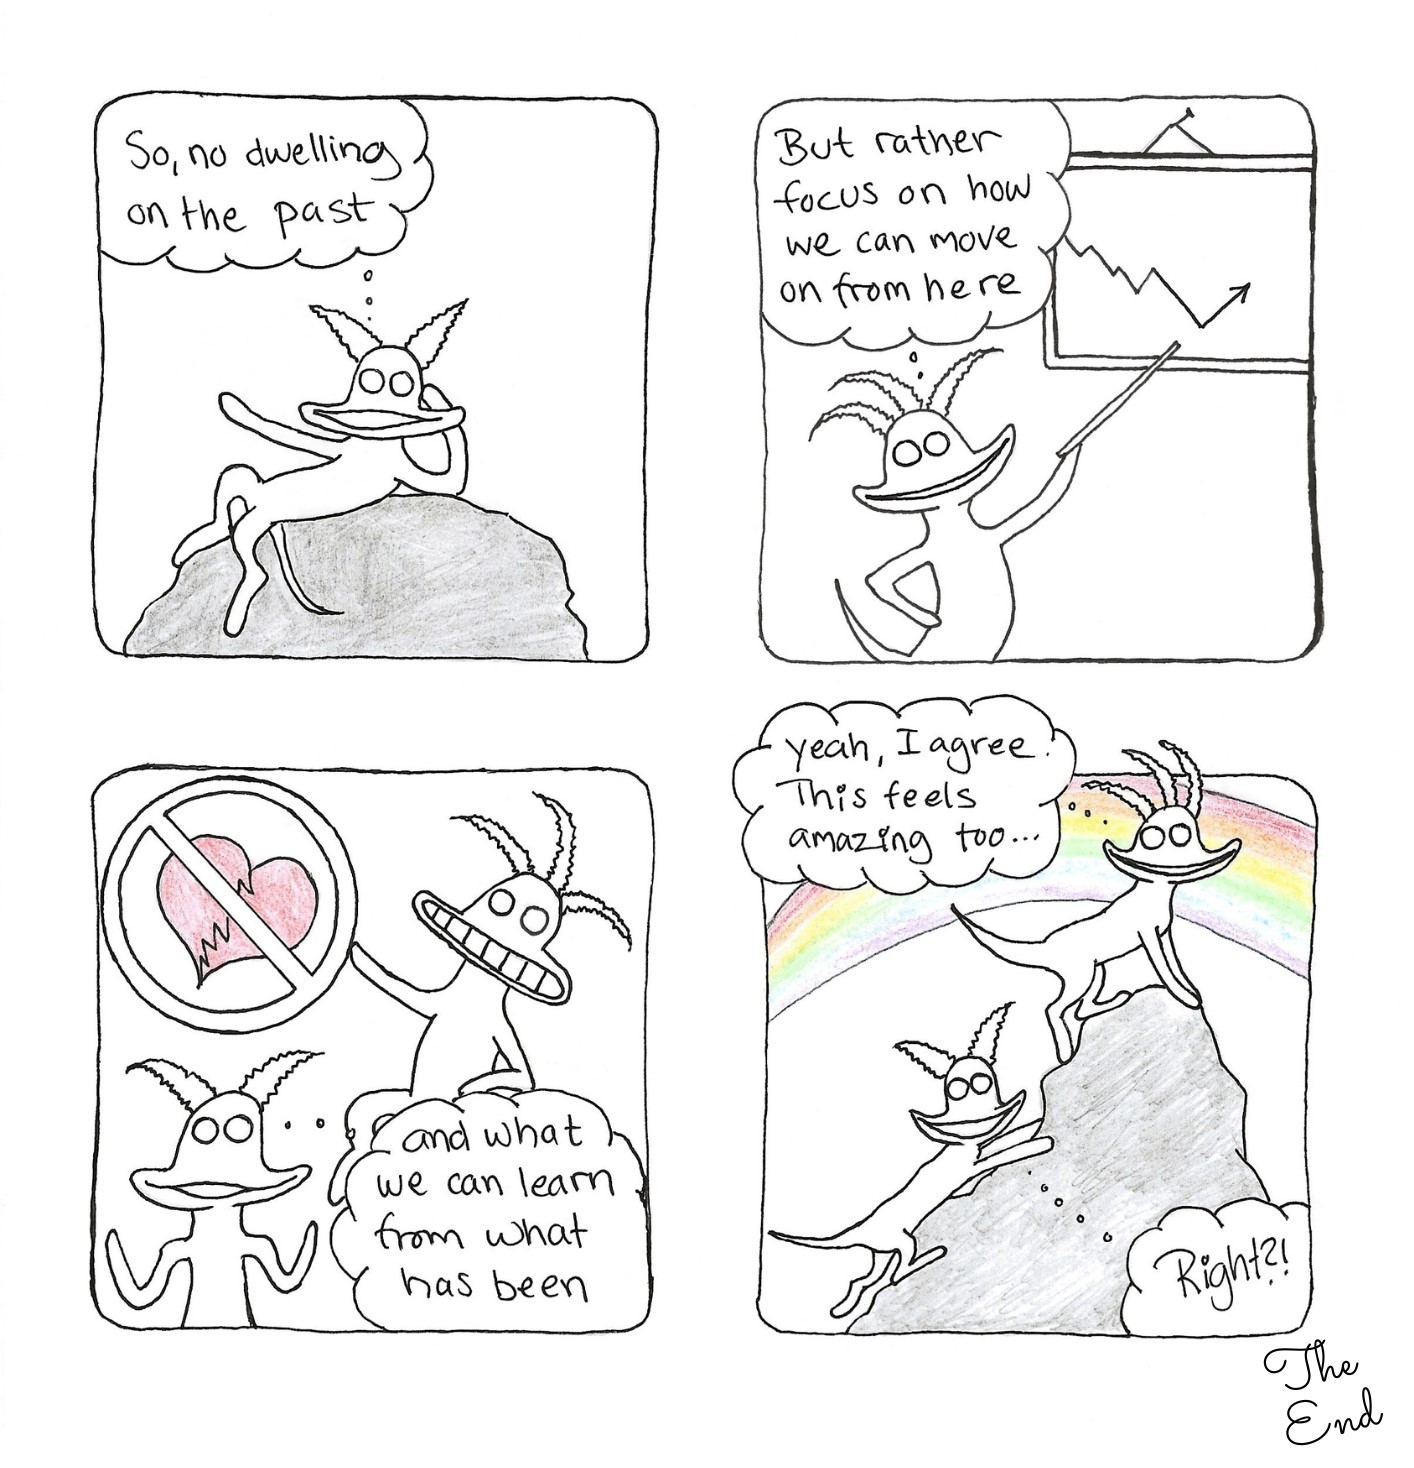 So, no dwelling
on the past
But rather
focus on how
we can move
on from here
and what
we can learn
from what
has been
yeah, I agree.
This feels
amazing too...
Right?!
The
End